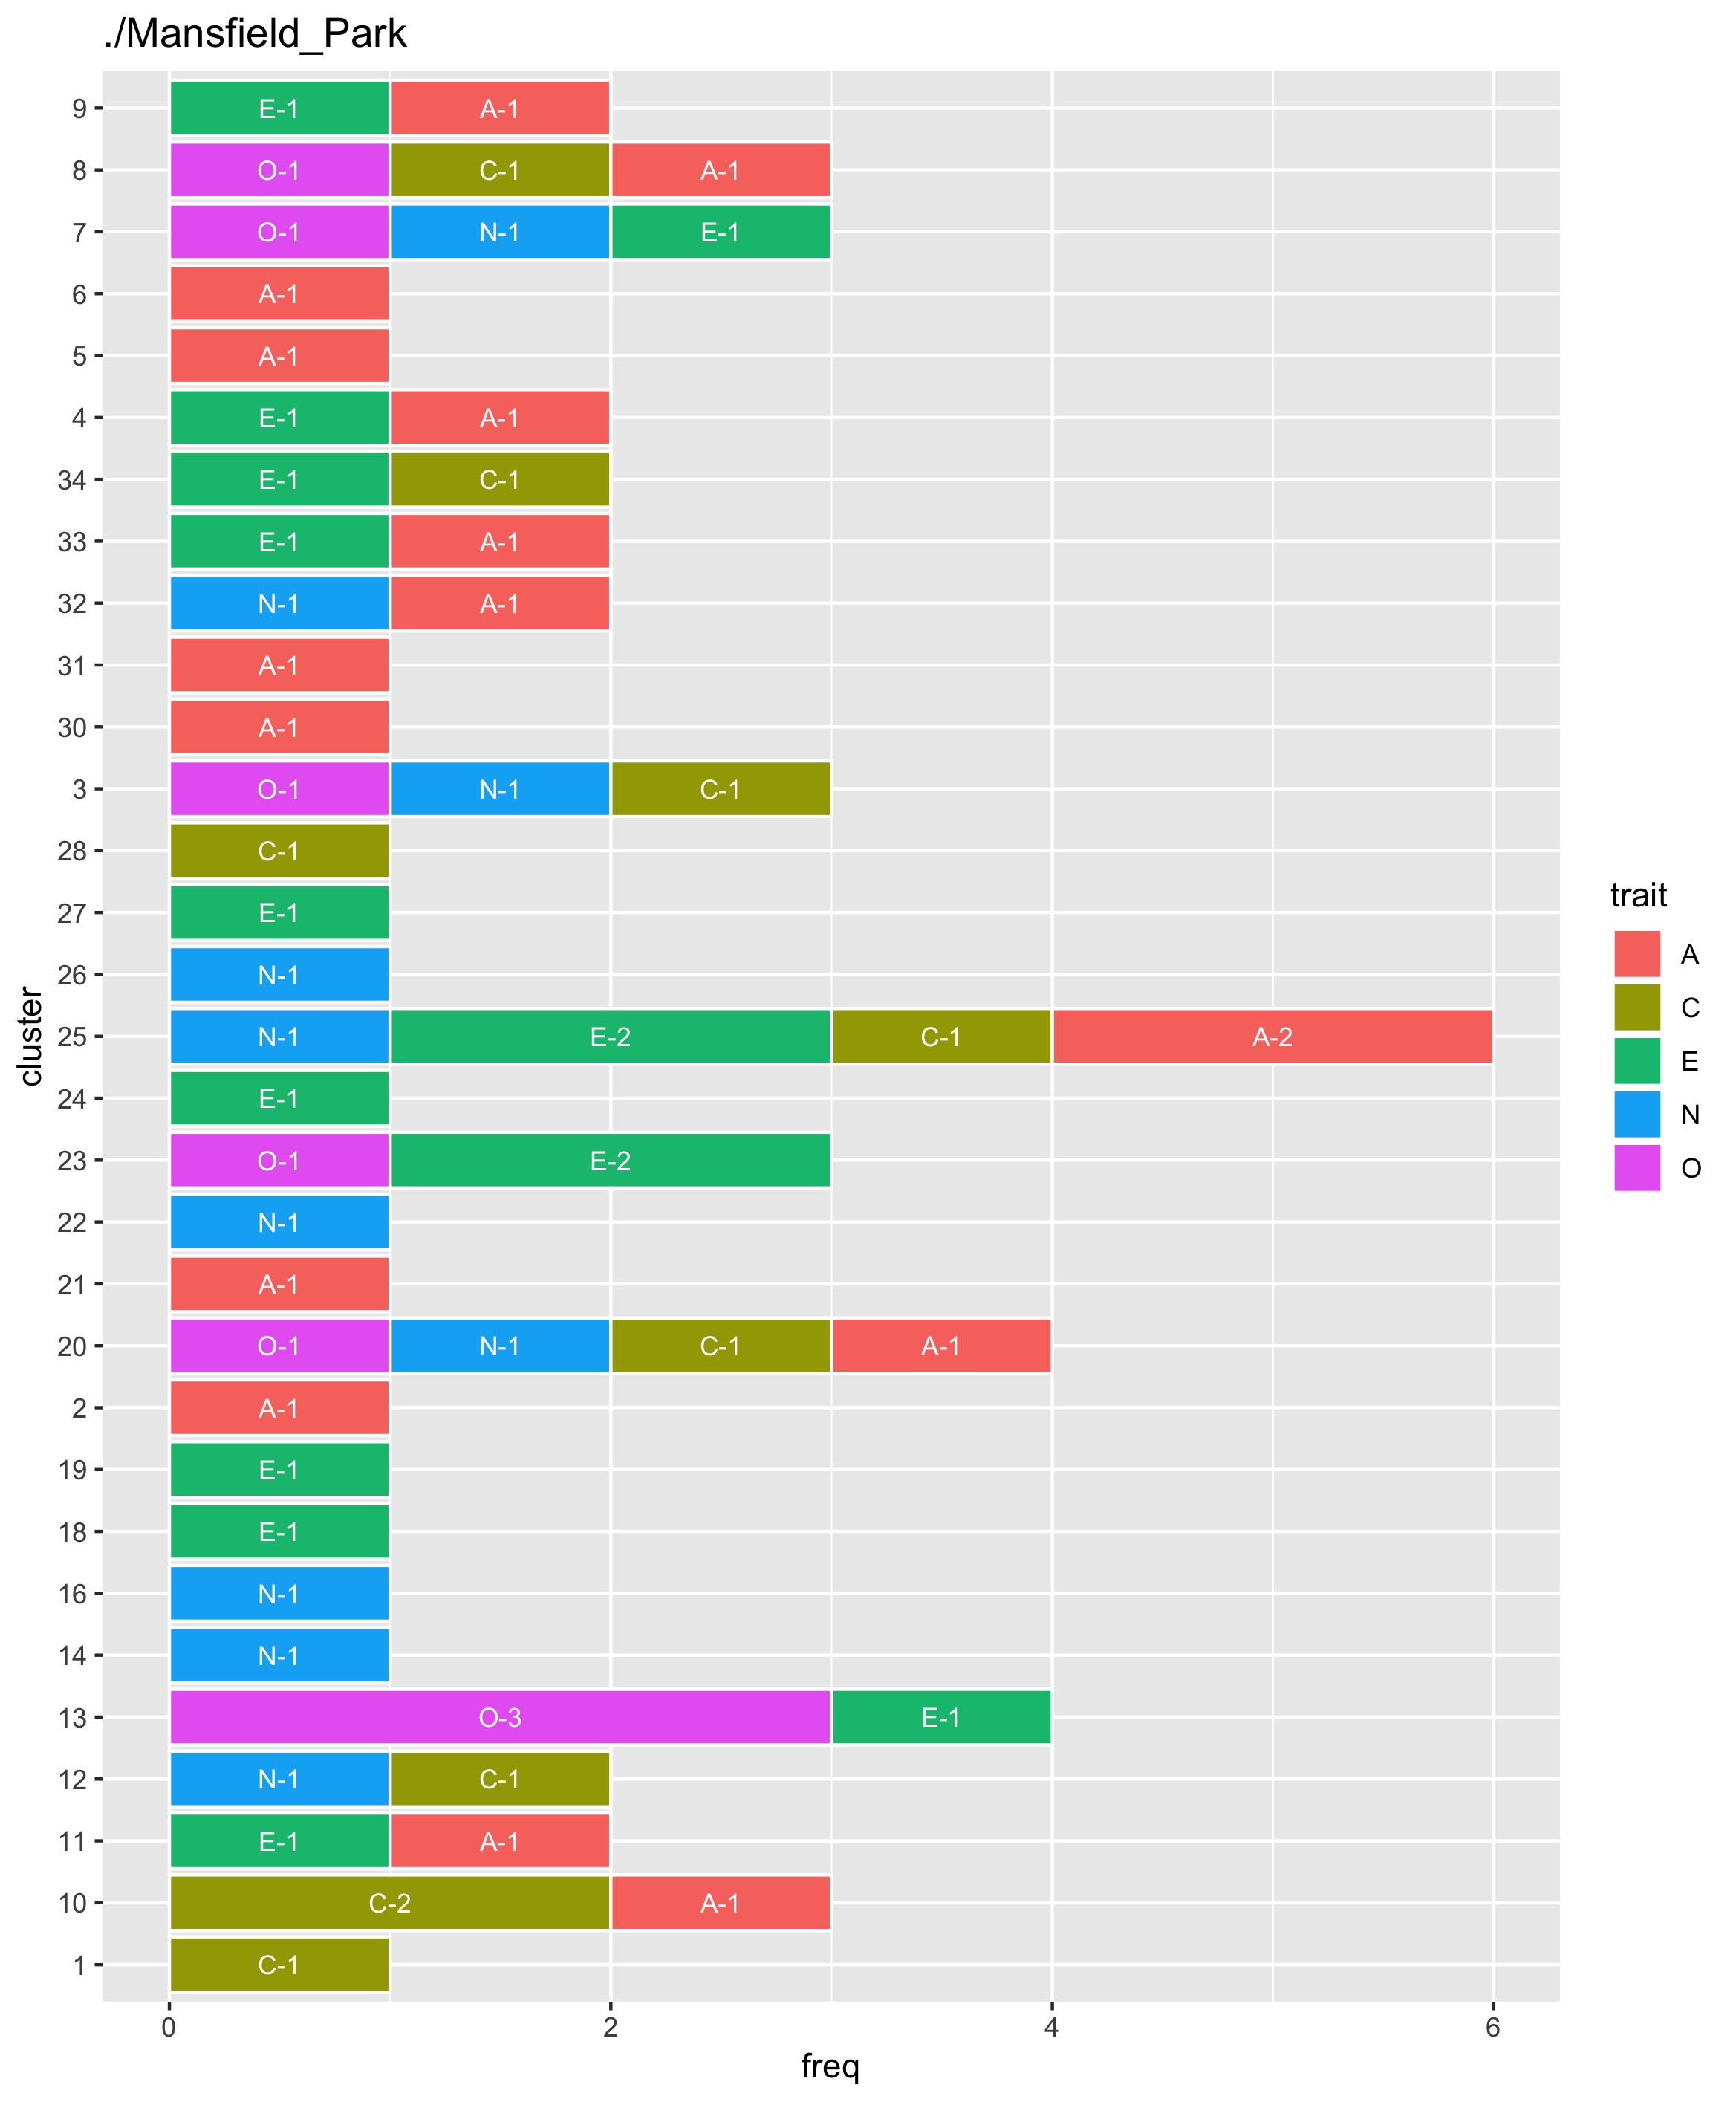 ./Mansfield_Park
9 E-1 A-1
8 O-1 C-1 A-1
7 O-1 N-1 E-1
6 A-1
5 A-1
4 E-1 A-1
34 E-1 C-1
33 E-1 A-1
32 N-1 A-1
31 A-1
30 A-1
3 O-1 N-1 C-1
28 C-1
27 E-1
26 N-1
25 N-1 E-2 C-1 A-2
24 E-1
23 O-1 E-2
22 N-1
21 A-1
20 O-1 N-1 C-1 A-1
2 A-1
19 E-1
18 E-1
16 N-1
14 N-1
13 O-3 E-1
12 N-1 C-1
11 E-1 A-1
10 C-2 A-1
1 C-1
0 2 4 6
freq
cluster
trait
A
C
E
N
O